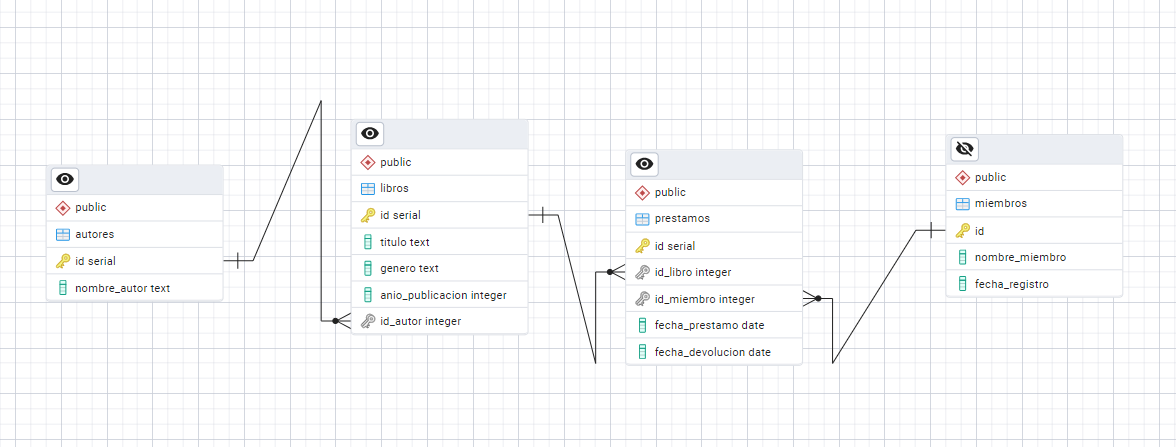 public
autores
id serial
nombre_autor text
public
libros
id serial
titulo text
genero text
anio_publicacion integer
id_autor integer
public
prestamos
id serial
id_libro integer
id_miembro integer
fecha_prestamo date
fecha_devolucion date
public
miembros
id
nombre_miembro
fecha_registro